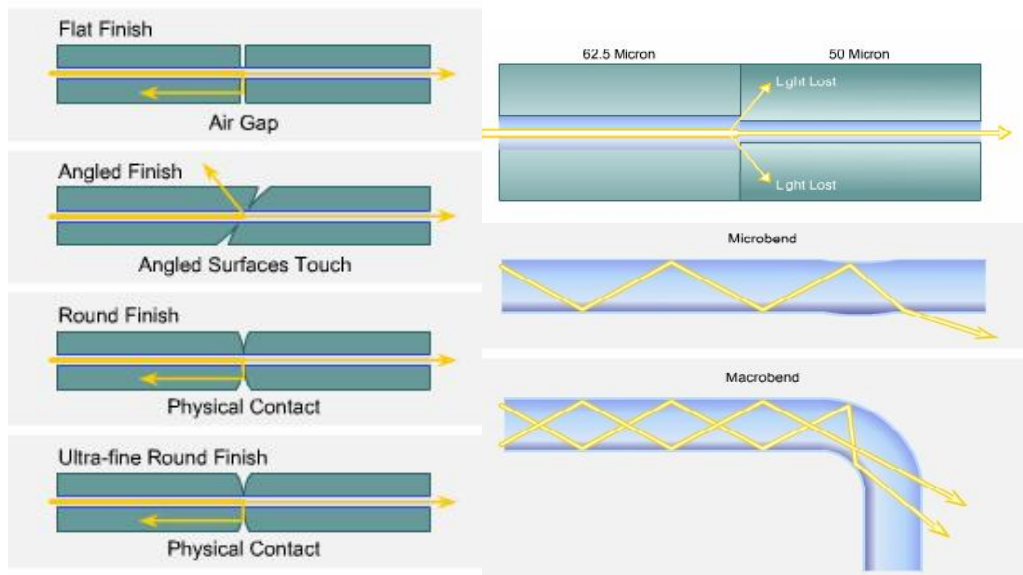 Flat Finish
Air Gap
Angled Finish
Angled Surfaces Touch
Round Finish
Physical Contact
Ultra-fine Round Finish
Physical Contact
62.5 Micron
50 Micron
Light Lost
Light Lost
Microbend
Macrobend